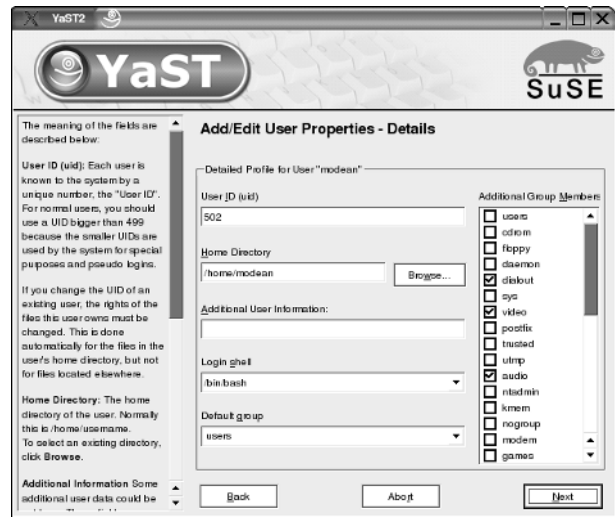 YaST2
YaST
SuSE
The meaning of the fields are
described below:
User ID (uid): Each user is
known to the system by a
unique number, the "User ID".
For normal users, you should
use a UID bigger than 499
because the smaller UIDs are
used by the system for special
purposes and pseudo logins.
If you change the UID of an
existing user, the rights of the
files this user owns must be
changed. This is done
automatically for the files in the
user's home directory, but not
for files located elsewhere.
Home Directory: The home
directory of the user. Normally
this is /home/username.
To select an existing directory,
click Browse.
Additional Information Some
additional user data could be
Add/Edit User Properties - Details
Detailed Profile for User "modean"
User ID (uid)
502
Home Directory
/home/modean
Browse...
Additional User Information:
Login shell
/bin/bash
Default group
users
Additional Group Members
users
cdrom
floppy
daemon
dialout
sys
video
postfix
trusted
utmp
audio
ntadmin
kmem
nogroup
modem
games
Back
Abort
Next